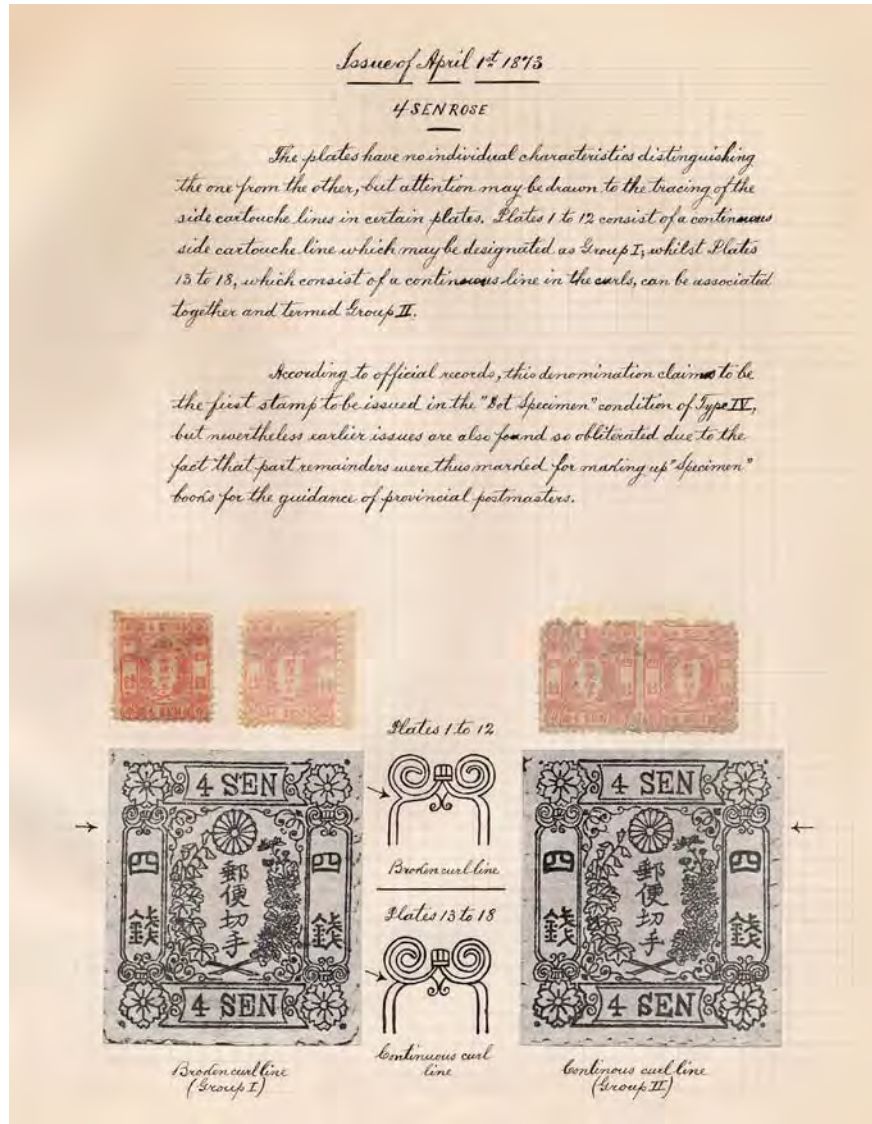 Issue of April 1st 1873
4 SEN ROSE
The plates have no individual characteristics distinguishing
the one from the other, but attention may be drawn to the tracing of the
side cartouche lines in certain plates. Plates 1 to 12 consist of a continuous
side cartouche line which may be designated as Group I, whilst Plates
13 to 18, which consist of a continuous line in the curls, can be associated
together and termed Group II.
According to official records, this denomination claims to be
the first stamp to be issued in the "Dot Specimen" condition of Type IV,
but nevertheless earlier issues are also found so obliterated due to the
fact that part remainders were thus marked for making up "Specimen"
books for the guidance of provincial postmasters.
4 SEN
四錢
郵便切手
四錢
4 SEN
Broken curl line
(Group I)
Plates 1 to 12
Broken curl line
Plates 13 to 18
Continuous curl
line
4 SEN
四錢
郵便切手
四錢
4 SEN
Continous curl line
(Group II)